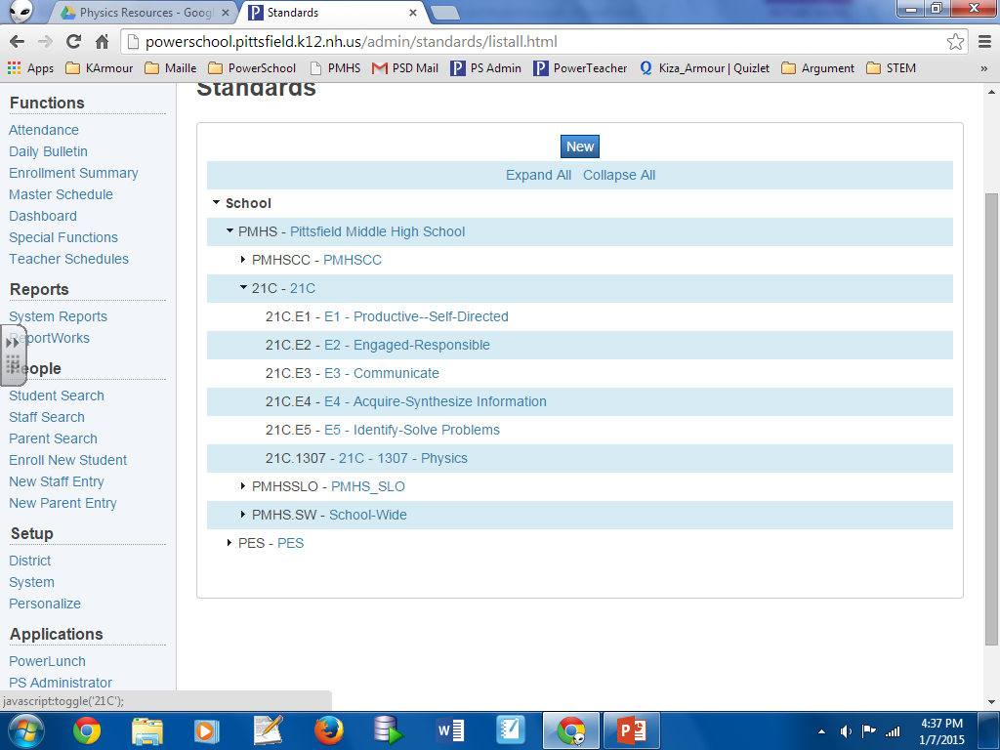 Physics Resources - Googl
Standards
powerschool.pittsfield.k12.nh.us/admin/standards/listall.html
Apps KArmour Maille PowerSchool PMHS PSD Mail PS Admin PowerTeacher Kiza_Armour | Quizlet Argument STEM »
Functions
Attendance
Daily Bulletin
Enrollment Summary
Master Schedule
Dashboard
Special Functions
Teacher Schedules
Reports
System Reports
ReportWorks
People
Student Search
Staff Search
Parent Search
Enroll New Student
New Staff Entry
New Parent Entry
Setup
District
System
Personalize
Applications
PowerLunch
PS Administrator
javascript:toggle('21C');
Standards
New
Expand All Collapse All
School
PMHS - Pittsfield Middle High School
PMHSCC - PMHSCC
21C - 21C
21C.E1 - E1 - Productive--Self-Directed
21C.E2 - E2 - Engaged-Responsible
21C.E3 - E3 - Communicate
21C.E4 - E4 - Acquire-Synthesize Information
21C.E5 - E5 - Identify-Solve Problems
21C.1307 - 21C - 1307 - Physics
PMHSSLO - PMHS_SLO
PMHS.SW - School-Wide
PES - PES
4:37 PM
1/7/2015